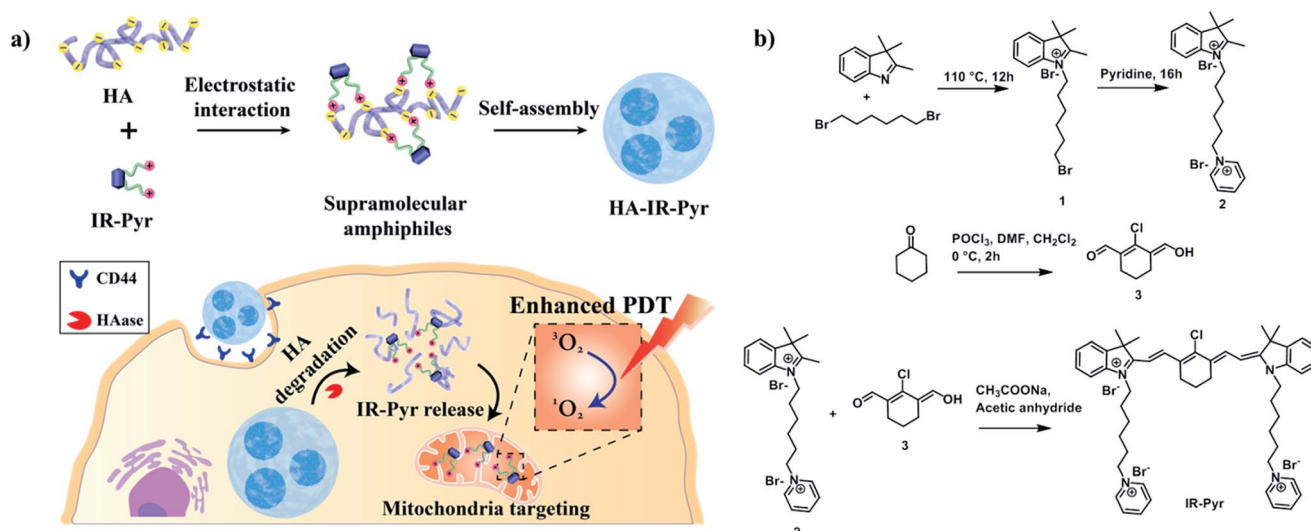 a)
HA
+
IR-Pyr
Electrostatic
interaction
Supramolecular
amphiphiles
Self-assembly
HA-IR-Pyr
CD44
HAase
HA
degradation
IR-Pyr release
Enhanced PDT
³O₂
¹O₂
Mitochondria targeting
b)
N
+
Br
Br
110 °C, 12h
N
⊕
Br-
Br
1
Pyridine, 16h
N
⊕
Br-
Br-
N
⊕
2
O
POCl₃, DMF, CH₂Cl₂
0 °C, 2h
O
Cl
OH
3
N
⊕
Br-
Br-
N
⊕
2
+
O
Cl
OH
3
CH₃COONa,
Acetic anhydride
Cl
N
⊕
Br-
N
Br-
N
⊕
Br-
N
⊕
IR-Pyr